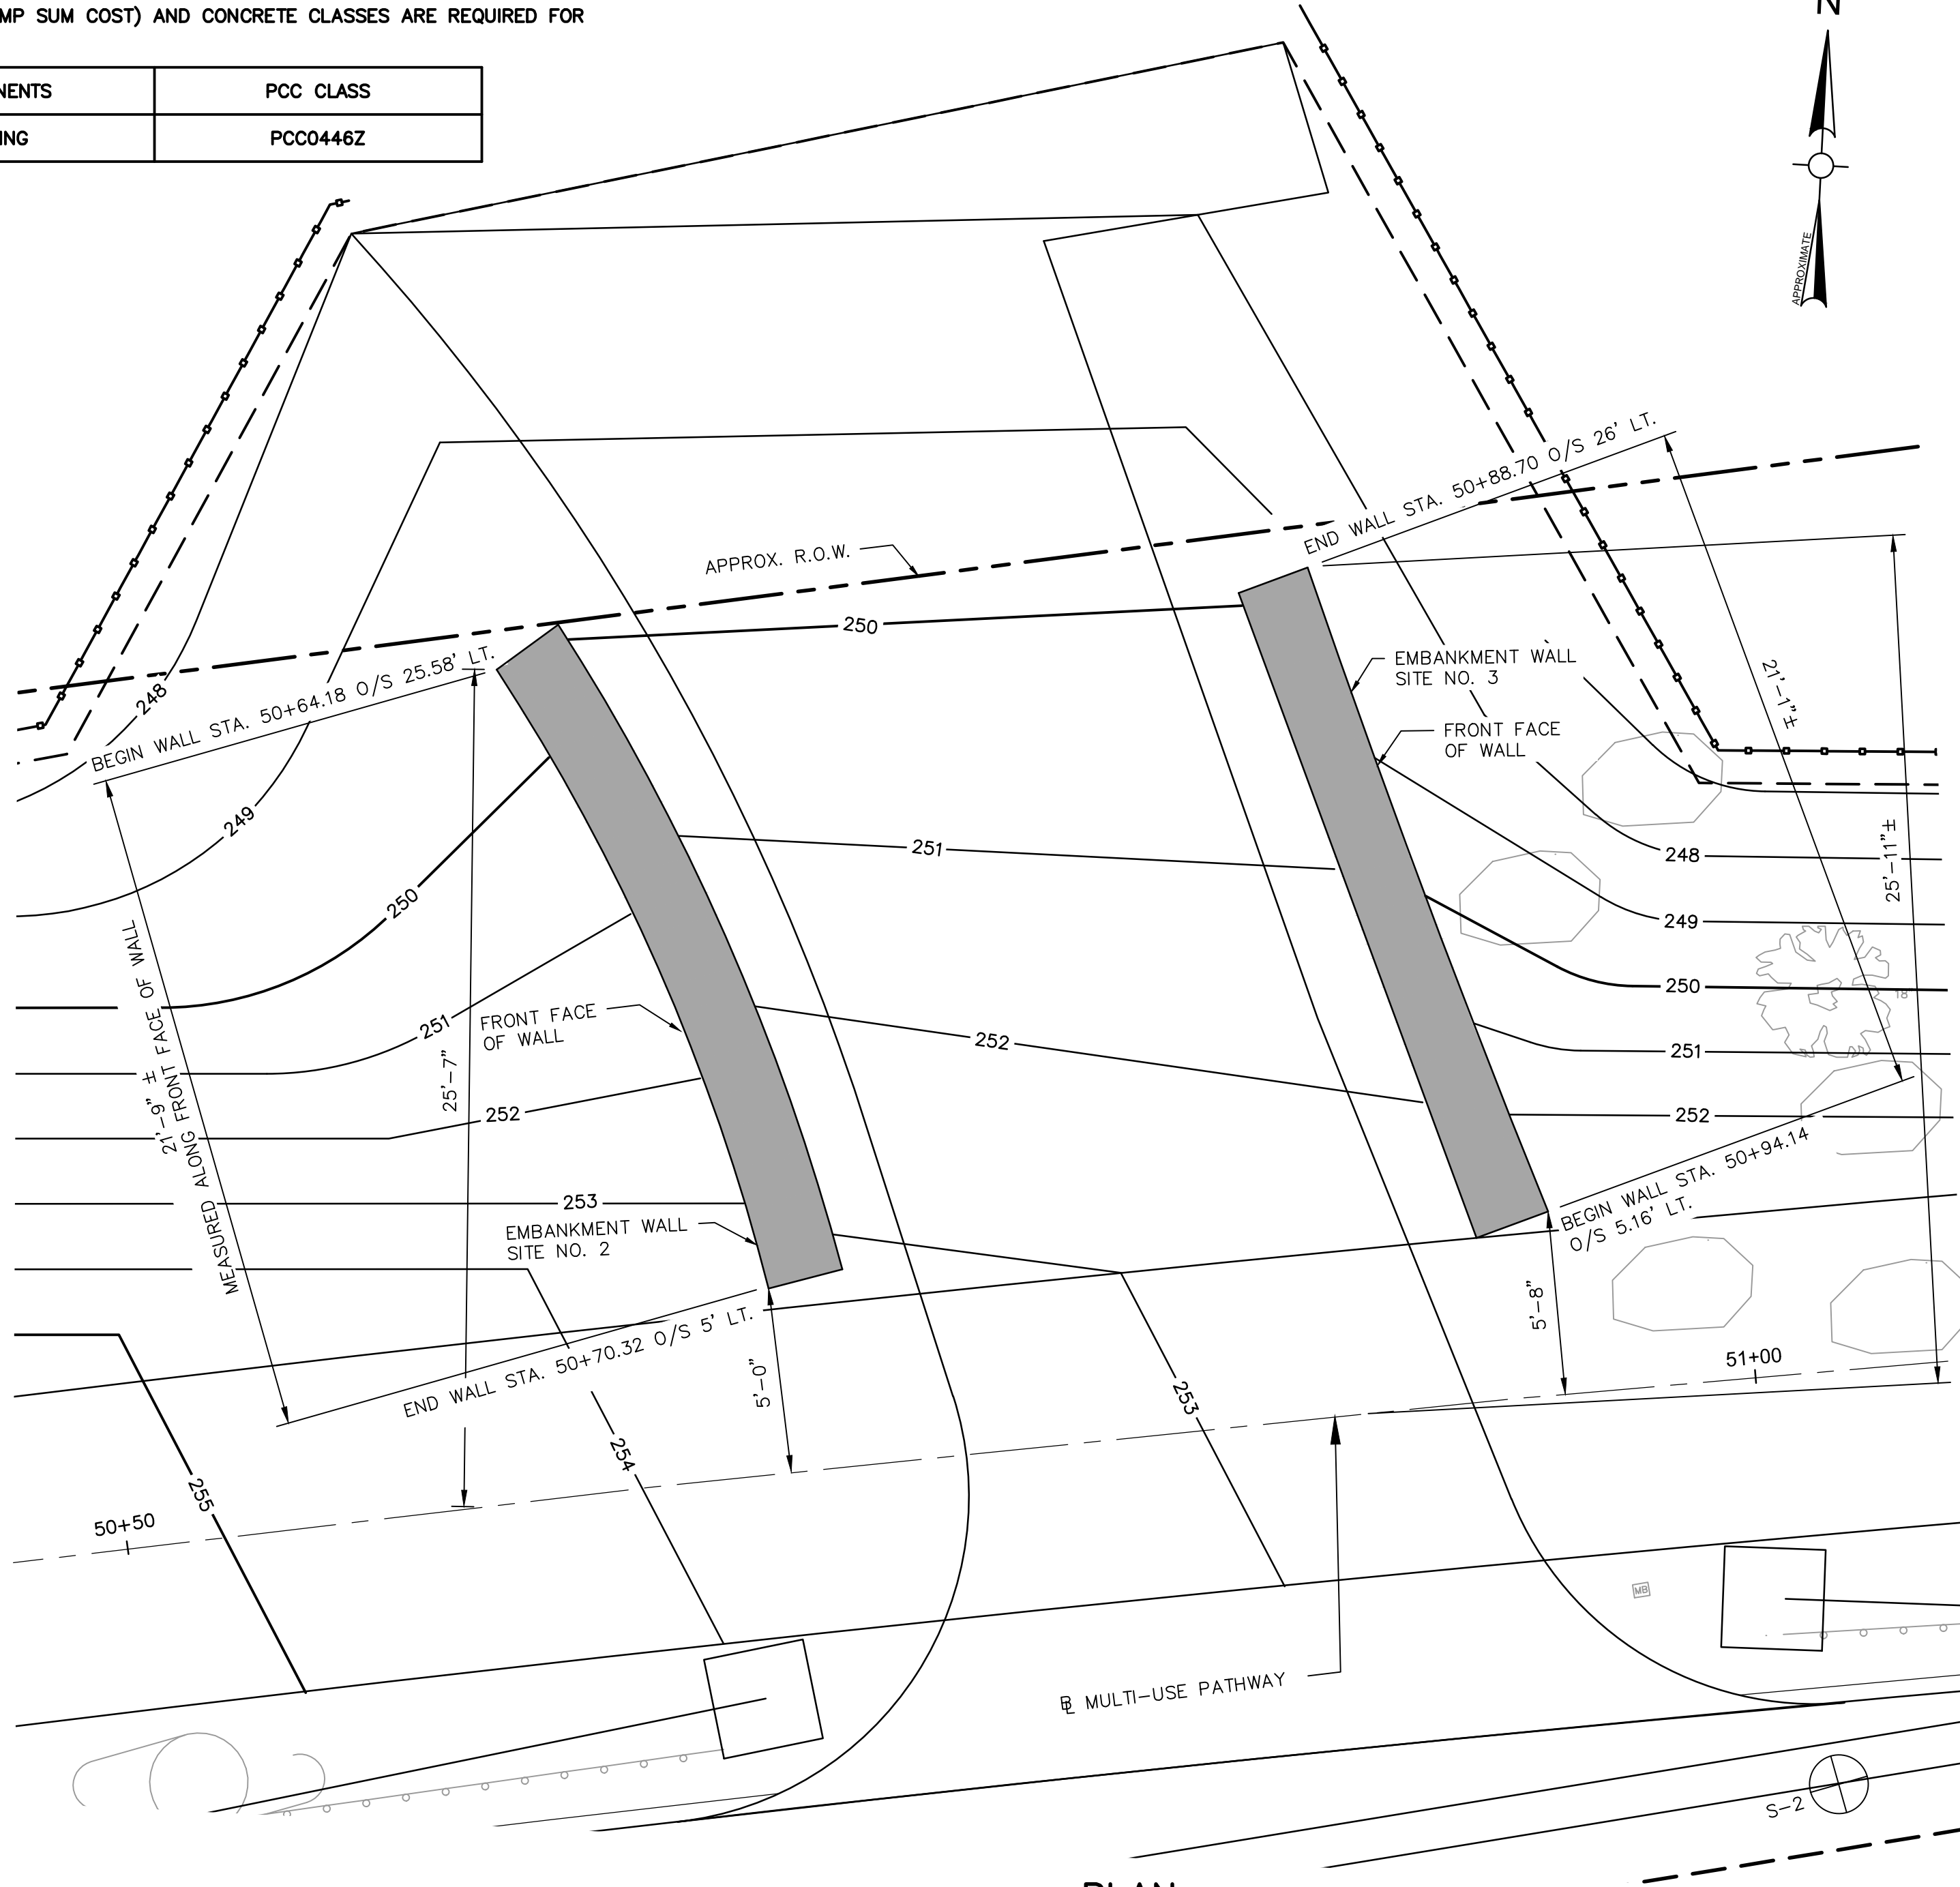 MP SUM COST) AND CONCRETE CLASSES ARE REQUIRED FOR
NENTS
PCC CLASS
ING
PCC0446Z
N
APPROXIMATE
END WALL STA. 50+88.70 O/S 26' LT.
APPROX. R.O.W.
250
EMBANKMENT WALL
SITE NO. 3
21'-1"±
FRONT FACE
OF WALL
248
BEGIN WALL STA. 50+64.18 O/S 25.58' LT.
249
251
248
25'-11"±
250
249
250
18
251
FRONT FACE
OF WALL
252
251
25'-7"
21'-9" ±
MEASURED ALONG FRONT FACE OF WALL
252
252
253
EMBANKMENT WALL
SITE NO. 2
BEGIN WALL STA. 50+94.14
O/S 5.16' LT.
5'-8"
END WALL STA. 50+70.32 O/S 5' LT.
5'-0"
253
51+00
254
255
50+50
MB
BL MULTI-USE PATHWAY
S-2
PLAN